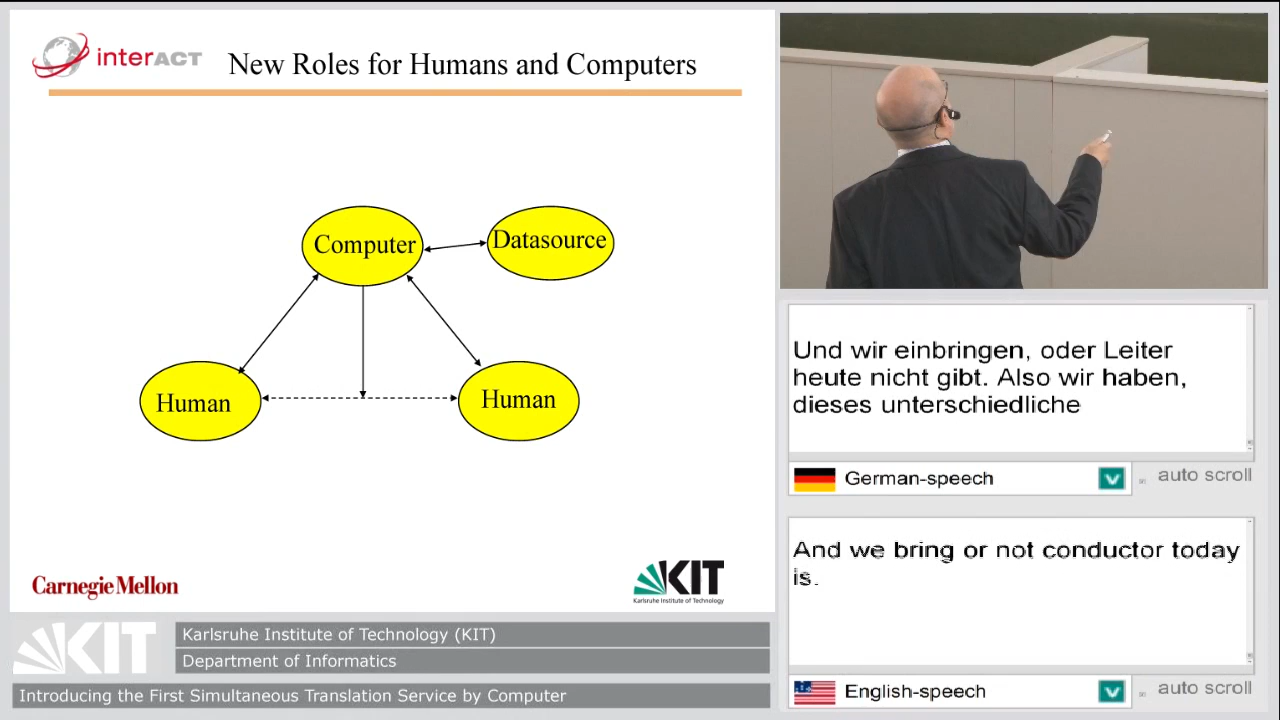 interACT
New Roles for Humans and Computers
Computer
Datasource
Human
Human
Carnegie Mellon
KIT
Karlsruhe Institute of Technology
Und wir einbringen, oder Leiter
heute nicht gibt. Also wir haben,
dieses unterschiedliche
German-speech
auto scroll
And we bring or not conductor today
is.
English-speech
auto scroll
KIT
Karlsruhe Institute of Technology (KIT)
Department of Informatics
Introducing the First Simultaneous Translation Service by Computer